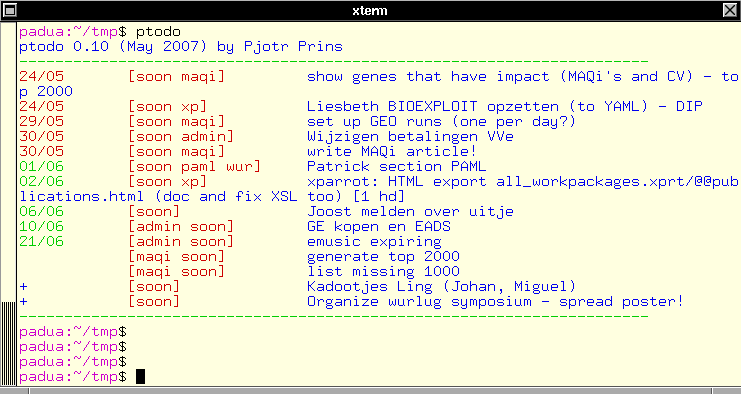 xterm
padua:~/tmp$ ptodo
ptodo 0.10 (May 2007) by Pjotr Prins
-----------------------------------------------------------------------
24/05 [soon maqi] show genes that have impact (MAQi's and CV) - to
p 2000
24/05 [soon xp] Liesbeth BIOEXPLOIT opzetten (to YAML) - DIP
29/05 [soon maqi] set up GEO runs (one per day?)
30/05 [soon admin] Wijzigen betalingen VVe
30/05 [soon maqi] write MAQi article!
01/06 [soon paml wur] Patrick section PAML
02/06 [soon xp] xparrot: HTML export all_workpackages.xprt/@@pub
lications.html (doc and fix XSL too) [1 hd]
06/06 [soon] Joost melden over uitje
10/06 [admin soon] GE kopen en EADS
21/06 [admin soon] emusic expiring
[maqi soon] generate top 2000
[maqi soon] list missing 1000
+ [soon] Kadootjes Ling (Johan, Miguel)
+ [soon] Organize wurlug symposium - spread poster!
-----------------------------------------------------------------------
padua:~/tmp$
padua:~/tmp$
padua:~/tmp$
padua:~/tmp$